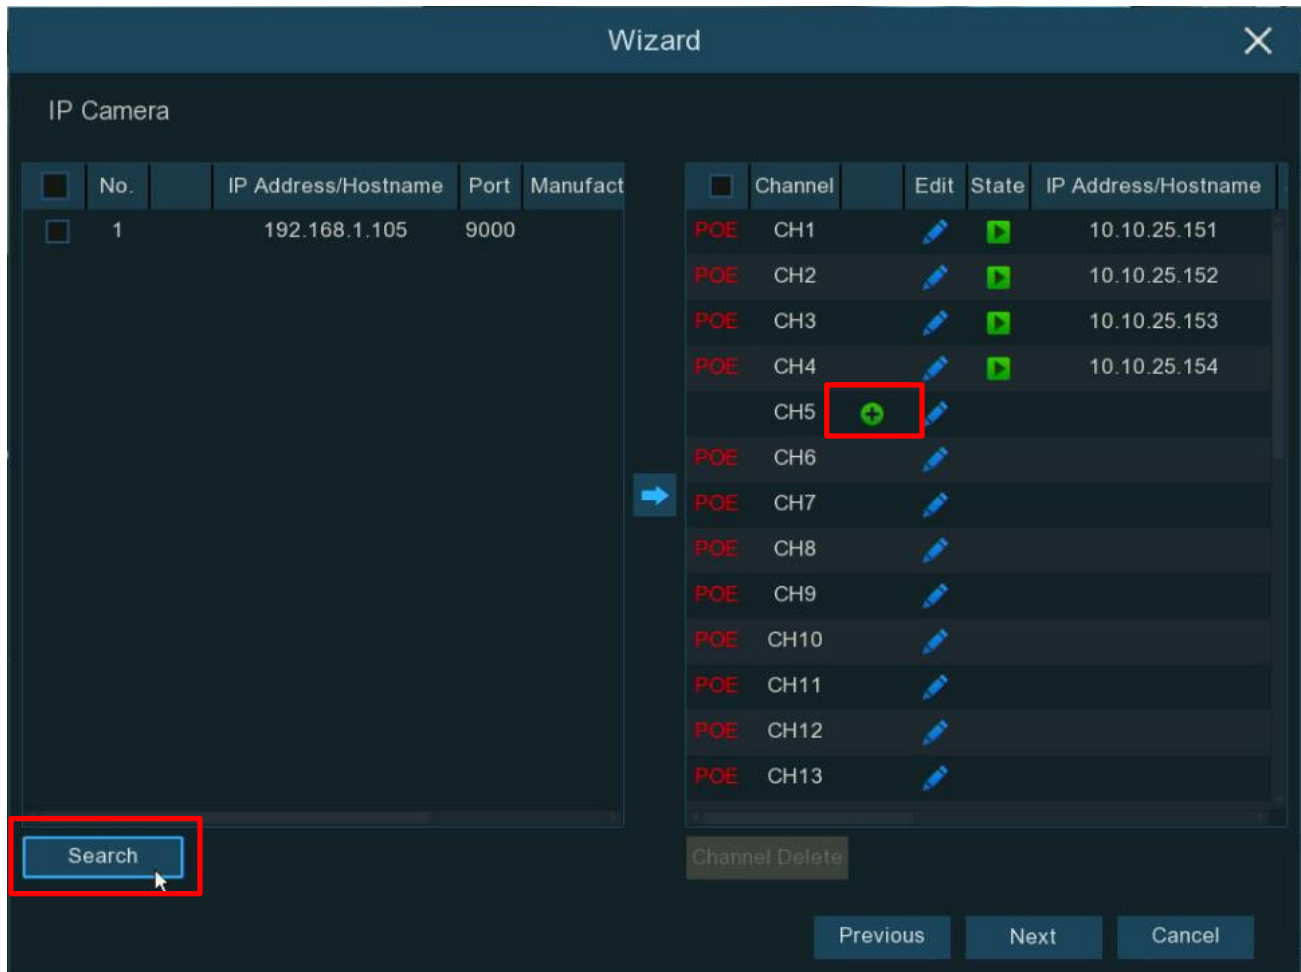 Wizard
IP Camera
No. IP Address/Hostname Port Manufact
1 192.168.1.105 9000
Channel Edit State IP Address/Hostname
POE CH1 10.10.25.151
POE CH2 10.10.25.152
POE CH3 10.10.25.153
POE CH4 10.10.25.154
CH5
POE CH6
POE CH7
POE CH8
POE CH9
POE CH10
POE CH11
POE CH12
POE CH13
Search
Channel Delete
Previous Next Cancel